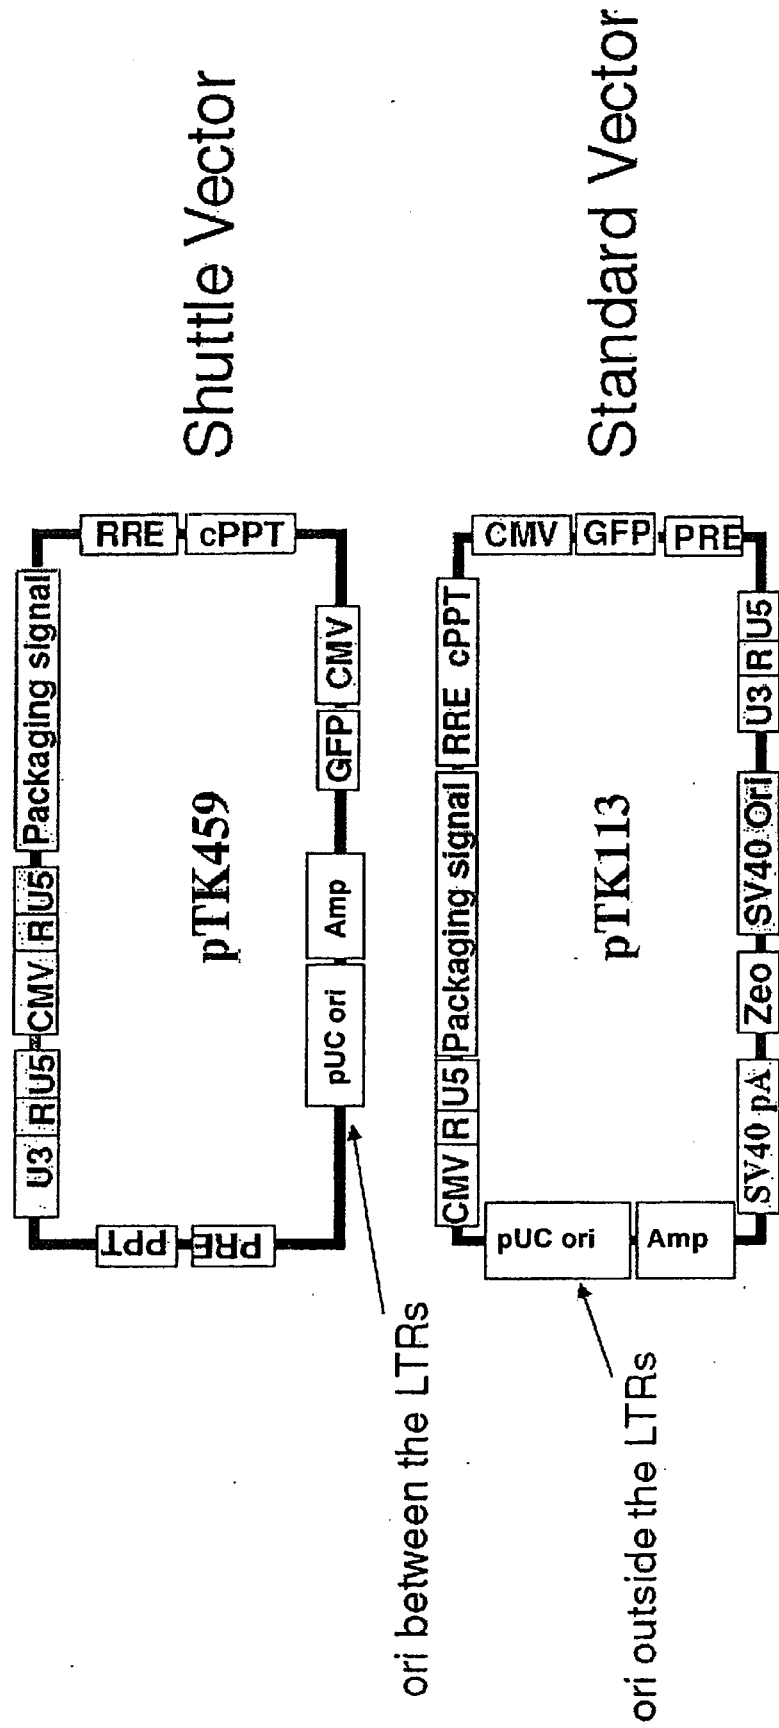 Shuttle Vector
U3 R U5 CMV R U5 Packaging signal
RRE cPPT
CMV
GFP
Amp
pUC ori
PRE
PPT
pTK459
ori between the LTRs
Standard Vector
CMV R U5 Packaging signal RRE cPPT
CMV GFP PRE
U3 R U5
SV40 Ori
Zeo
SV40 pA
Amp
pUC ori
pTK113
ori outside the LTRs